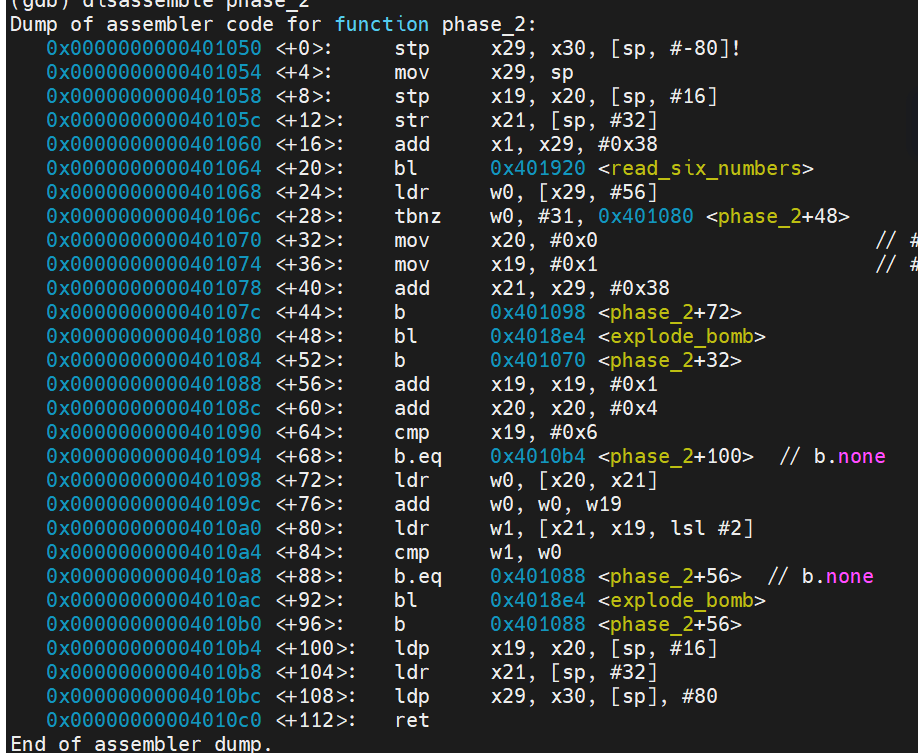 (gdb) disassemble phase_2
Dump of assembler code for function phase_2:
0x0000000000401050 <+0>: stp x29, x30, [sp, #-80]!
0x0000000000401054 <+4>: mov x29, sp
0x0000000000401058 <+8>: stp x19, x20, [sp, #16]
0x000000000040105c <+12>: str x21, [sp, #32]
0x0000000000401060 <+16>: add x1, x29, #0x38
0x0000000000401064 <+20>: bl 0x401920 <read_six_numbers>
0x0000000000401068 <+24>: ldr w0, [x29, #56]
0x000000000040106c <+28>: tbnz w0, #31, 0x401080 <phase_2+48>
0x0000000000401070 <+32>: mov x20, #0x0 // #
0x0000000000401074 <+36>: mov x19, #0x1 // #
0x0000000000401078 <+40>: add x21, x29, #0x38
0x000000000040107c <+44>: b 0x401098 <phase_2+72>
0x0000000000401080 <+48>: bl 0x4018e4 <explode_bomb>
0x0000000000401084 <+52>: b 0x401070 <phase_2+32>
0x0000000000401088 <+56>: add x19, x19, #0x1
0x000000000040108c <+60>: add x20, x20, #0x4
0x0000000000401090 <+64>: cmp x19, #0x6
0x0000000000401094 <+68>: b.eq 0x4010b4 <phase_2+100> // b.none
0x0000000000401098 <+72>: ldr w0, [x20, x21]
0x000000000040109c <+76>: add w0, w0, w19
0x00000000004010a0 <+80>: ldr w1, [x21, x19, lsl #2]
0x00000000004010a4 <+84>: cmp w1, w0
0x00000000004010a8 <+88>: b.eq 0x401088 <phase_2+56> // b.none
0x00000000004010ac <+92>: bl 0x4018e4 <explode_bomb>
0x00000000004010b0 <+96>: b 0x401088 <phase_2+56>
0x00000000004010b4 <+100>: ldp x19, x20, [sp, #16]
0x00000000004010b8 <+104>: ldr x21, [sp, #32]
0x00000000004010bc <+108>: ldp x29, x30, [sp], #80
0x00000000004010c0 <+112>: ret
End of assembler dump.